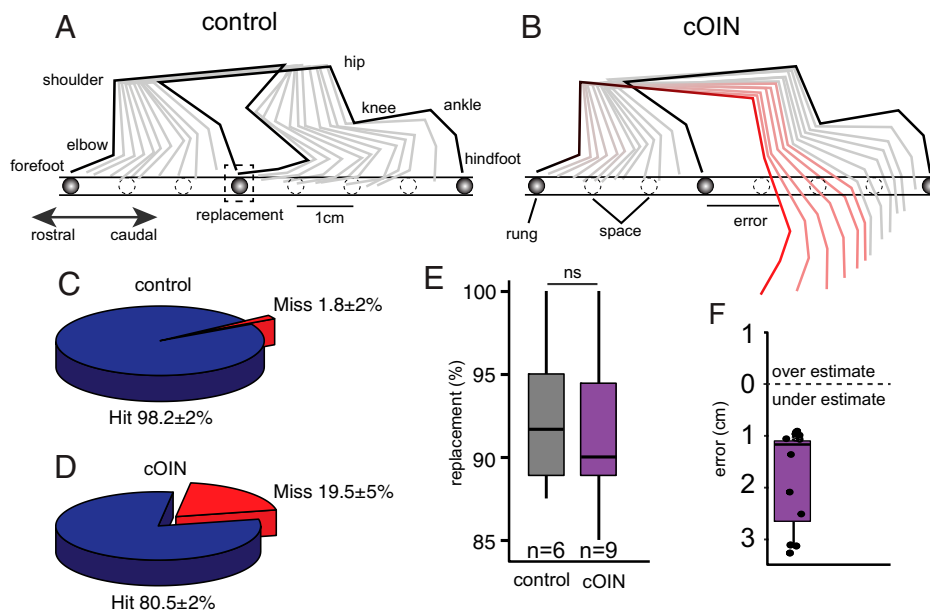 A
control
shoulder
hip
knee
ankle
elbow
forefoot
hindfoot
replacement
1cm
rostral
caudal
B
cOIN
rung
space
error
C
control
Miss 1.8±2%
Hit 98.2±2%
D
cOIN
Miss 19.5±5%
Hit 80.5±2%
E
ns
replacement (%)
100
95
90
85
n=6
n=9
control
cOIN
F
error (cm)
1
0
1
2
3
over estimate
under estimate